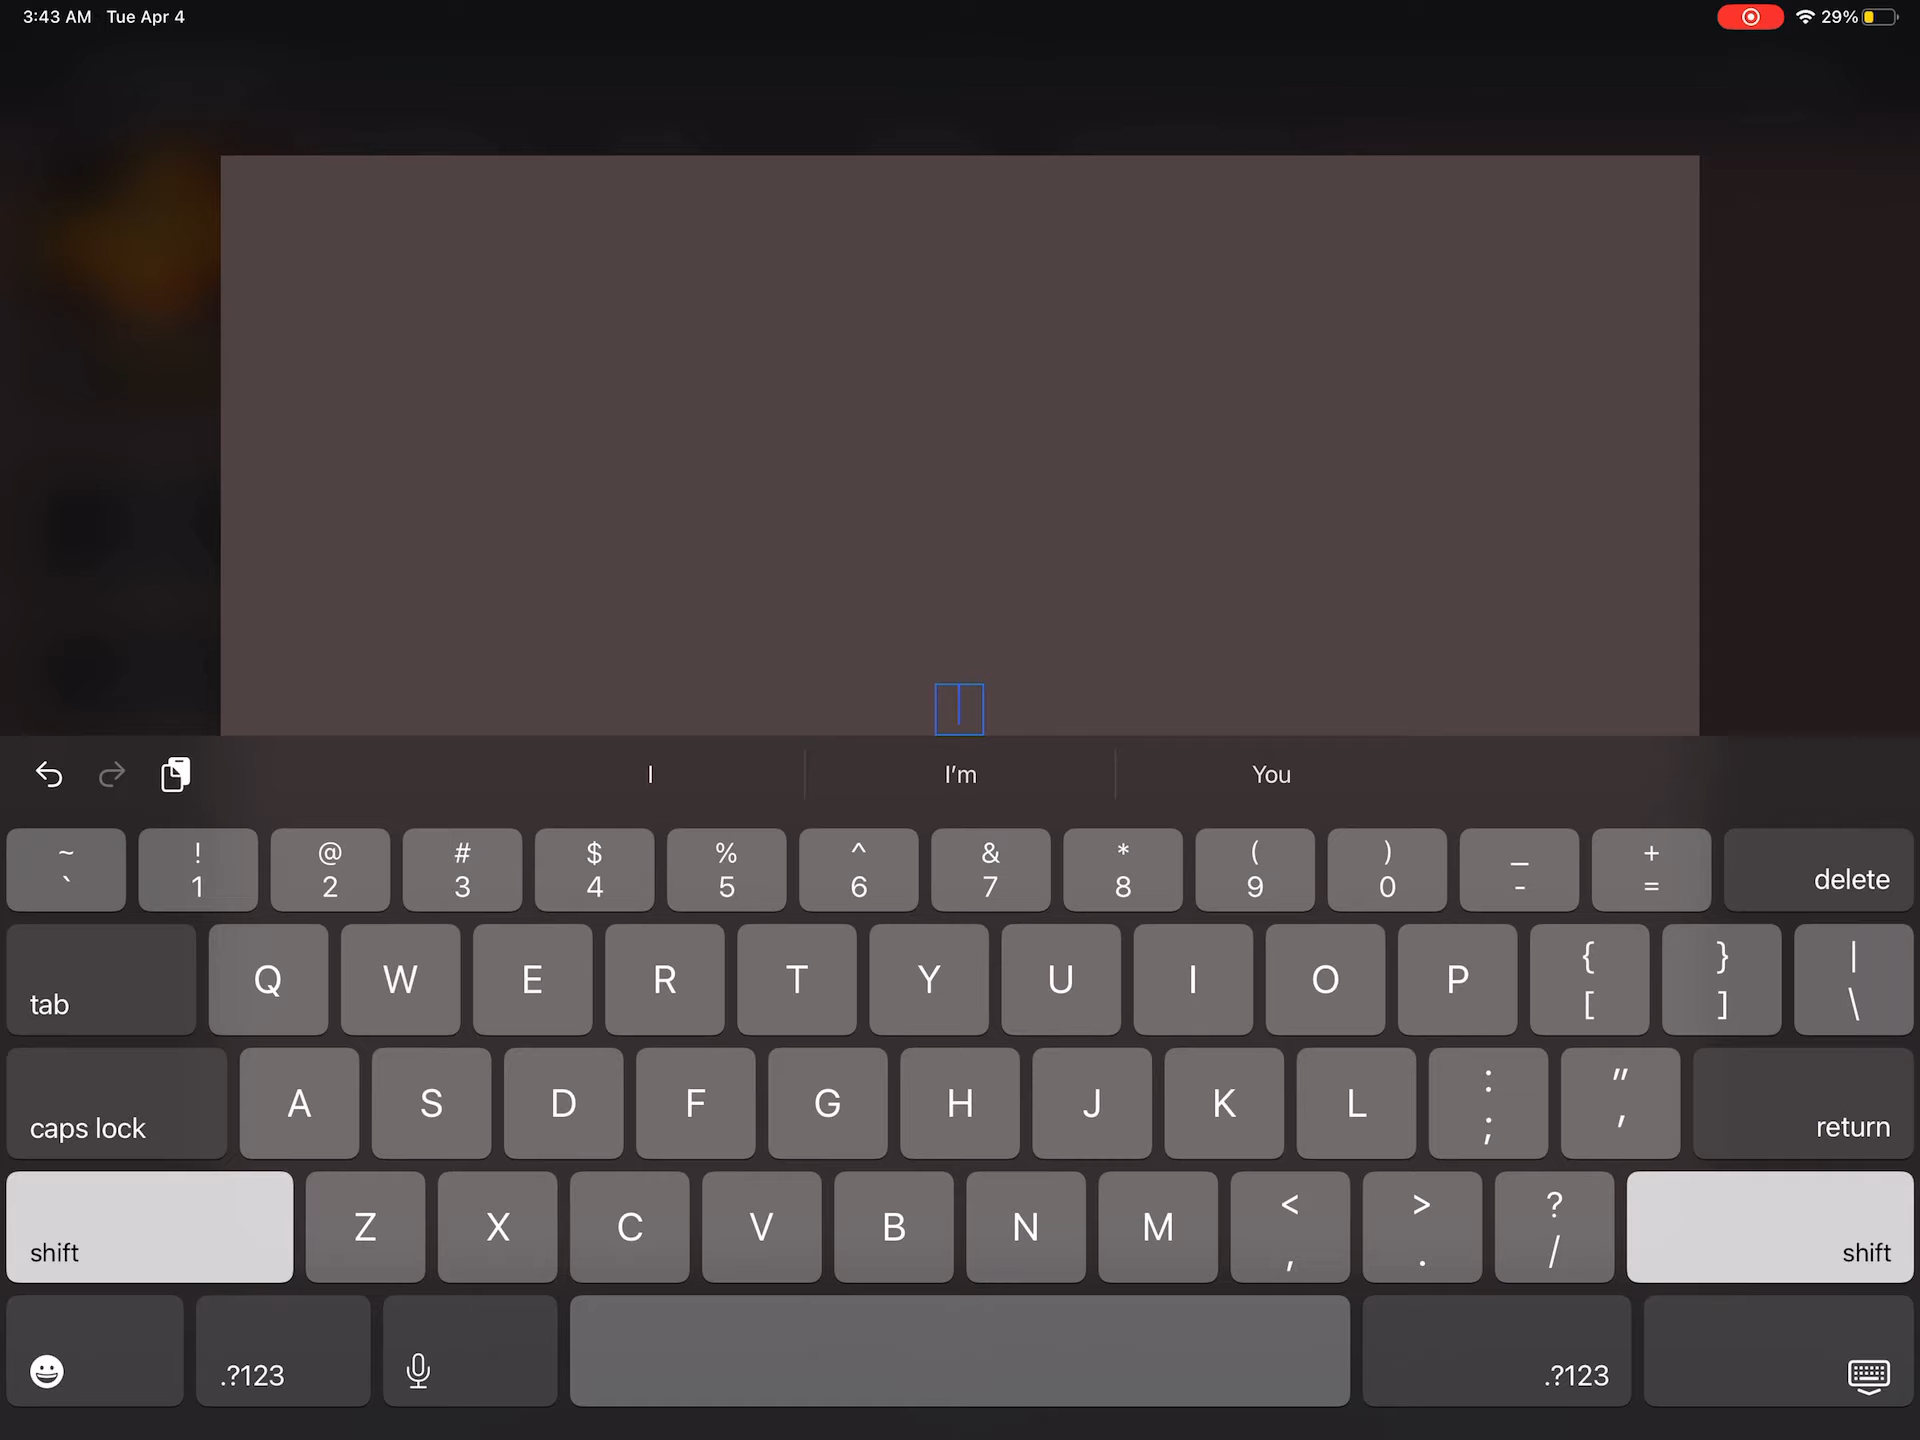 3:43 AM Tue Apr 4 29%
I I'm You
~ ! @ # $ % ^ & * ( ) _ +
` 1 2 3 4 5 6 7 8 9 0 - = delete
tab Q W E R T Y U I O P { [ } ] | \
caps lock A S D F G H J K L : ; " ' return
shift Z X C V B N M < , > . ? / shift
.?123 .?123